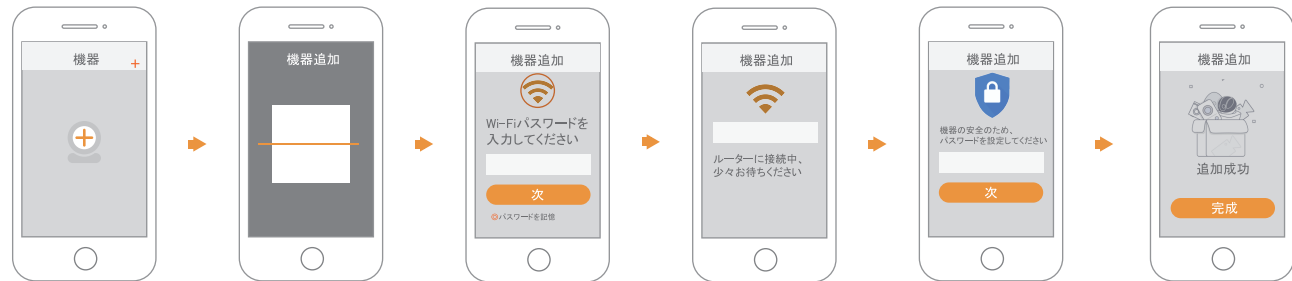 機器
+
機器追加
機器追加
Wi-Fiパスワードを
入力してください
次
◎パスワードを記憶
機器追加
ルーターに接続中、
少々お待ちください
機器追加
機器の安全のため、
パスワードを設定してください
次
機器追加
追加成功
完成